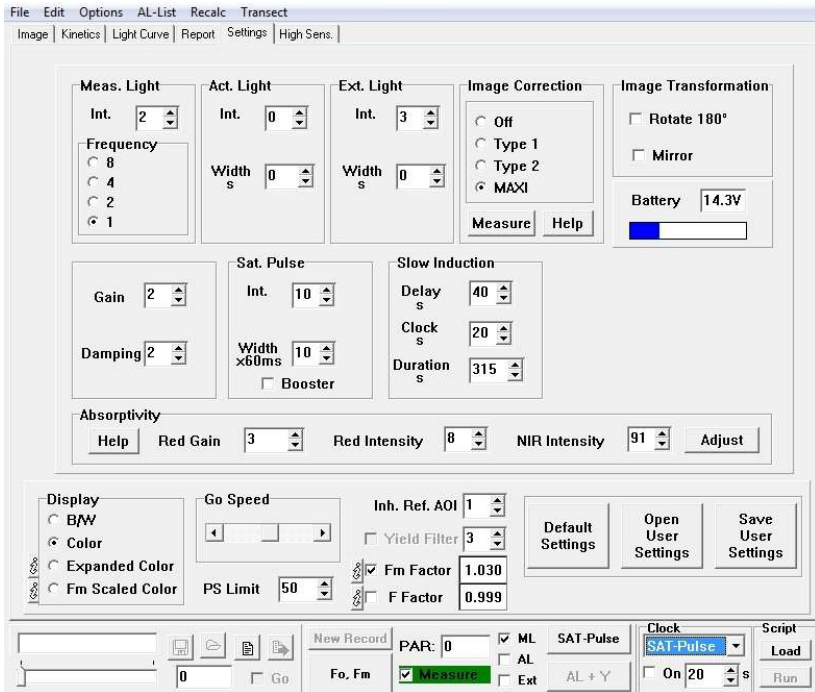 File Edit Options AL-List Recalc Transect
Image Kinetics Light Curve Report Settings High Sens.
Meas. Light
Int. 2
Frequency
8
4
2
1
Act. Light
Int. 0
Width
s
0
Ext. Light
Int. 3
Width
s
0
Image Correction
Off
Type 1
Type 2
MAXI
Measure Help
Image Transformation
Rotate 180°
Mirror
Battery 14.3V
Gain 2
Damping 2
Sat. Pulse
Int. 10
Width
x60ms
10
Booster
Slow Induction
Delay
s
40
Clock
s
20
Duration
s
315
Absorptivity
Help Red Gain 3 Red Intensity 8 NIR Intensity 91 Adjust
Display
B/W
Color
Expanded Color
Fm Scaled Color
Go Speed
PS Limit 50
Inh. Ref. AOI 1
Yield Filter 3
Fm Factor 1.030
F Factor 0.999
Default
Settings
Open
User
Settings
Save
User
Settings
0
Go
New Record
Fo, Fm
PAR: 0
Measure
ML
AL
Ext
SAT-Pulse
AL + Y
Clock
SAT-Pulse
On 20 s
Script
Load
Run